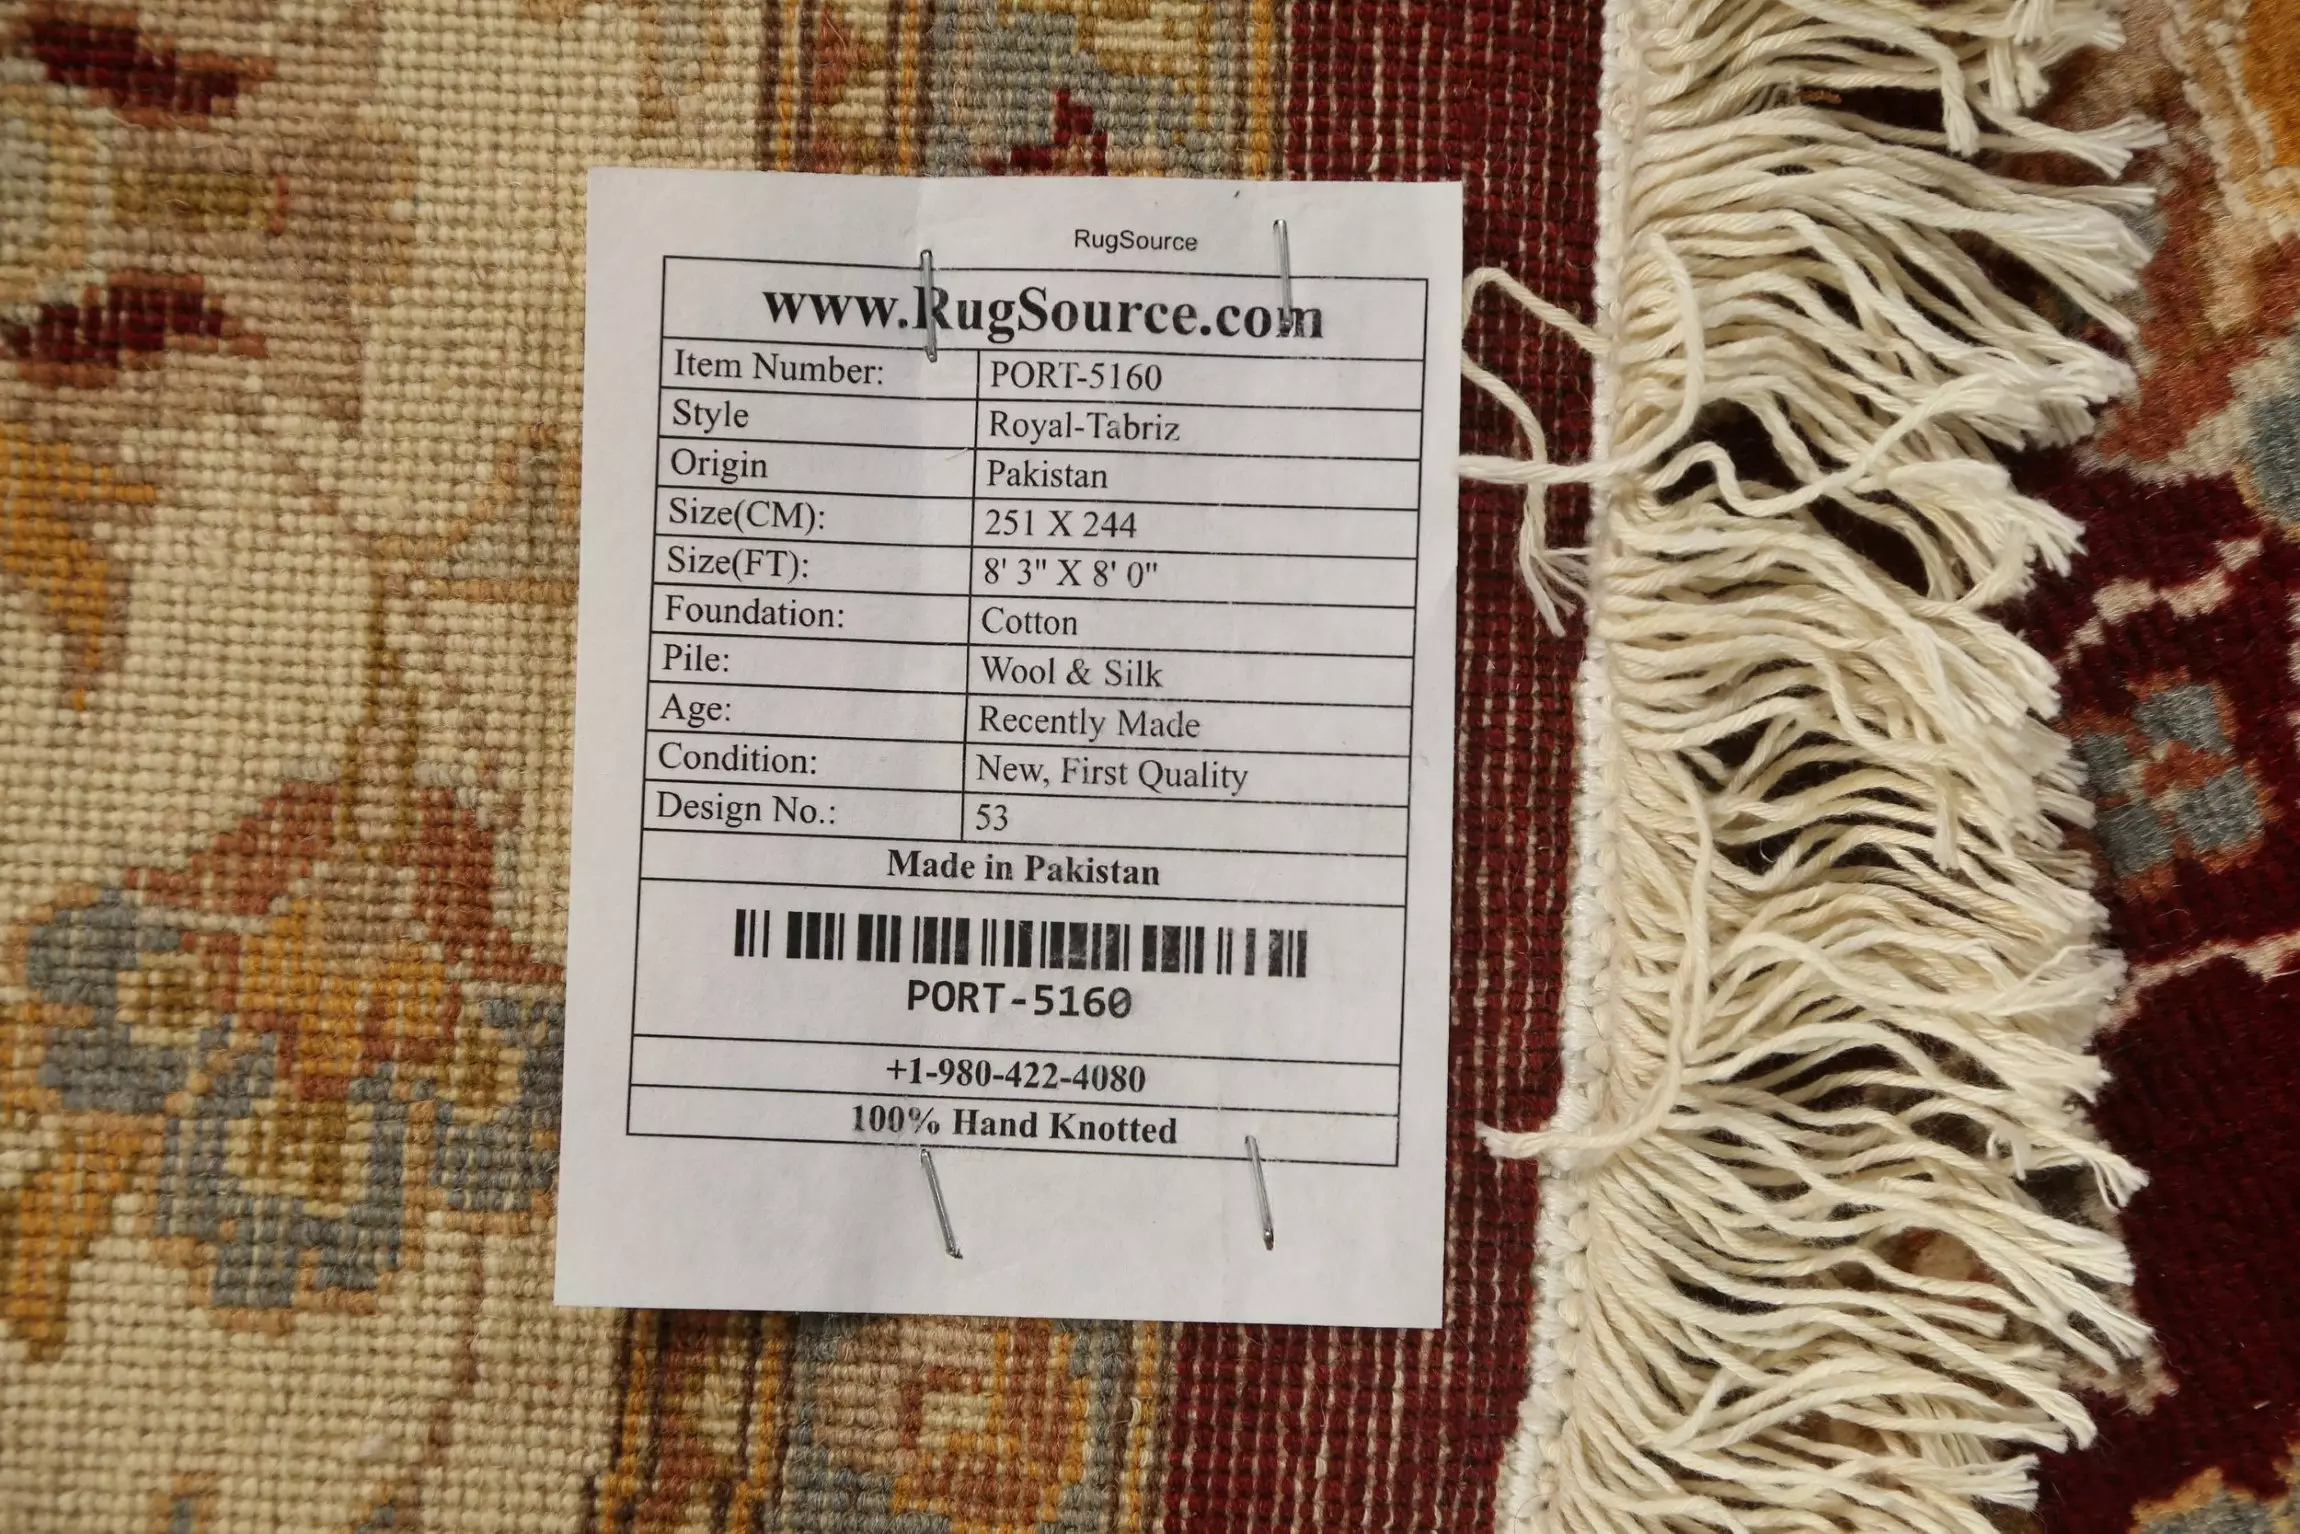 RugSource
www.RugSource.com
Item Number: PORT-5160
Style Royal-Tabriz
Origin Pakistan
Size(CM): 251 X 244
Size(FT): 8' 3" X 8' 0"
Foundation: Cotton
Pile: Wool & Silk
Age: Recently Made
Condition: New, First Quality
Design No.: 53
Made in Pakistan
PORT-5160
+1-980-422-4080
100% Hand Knotted